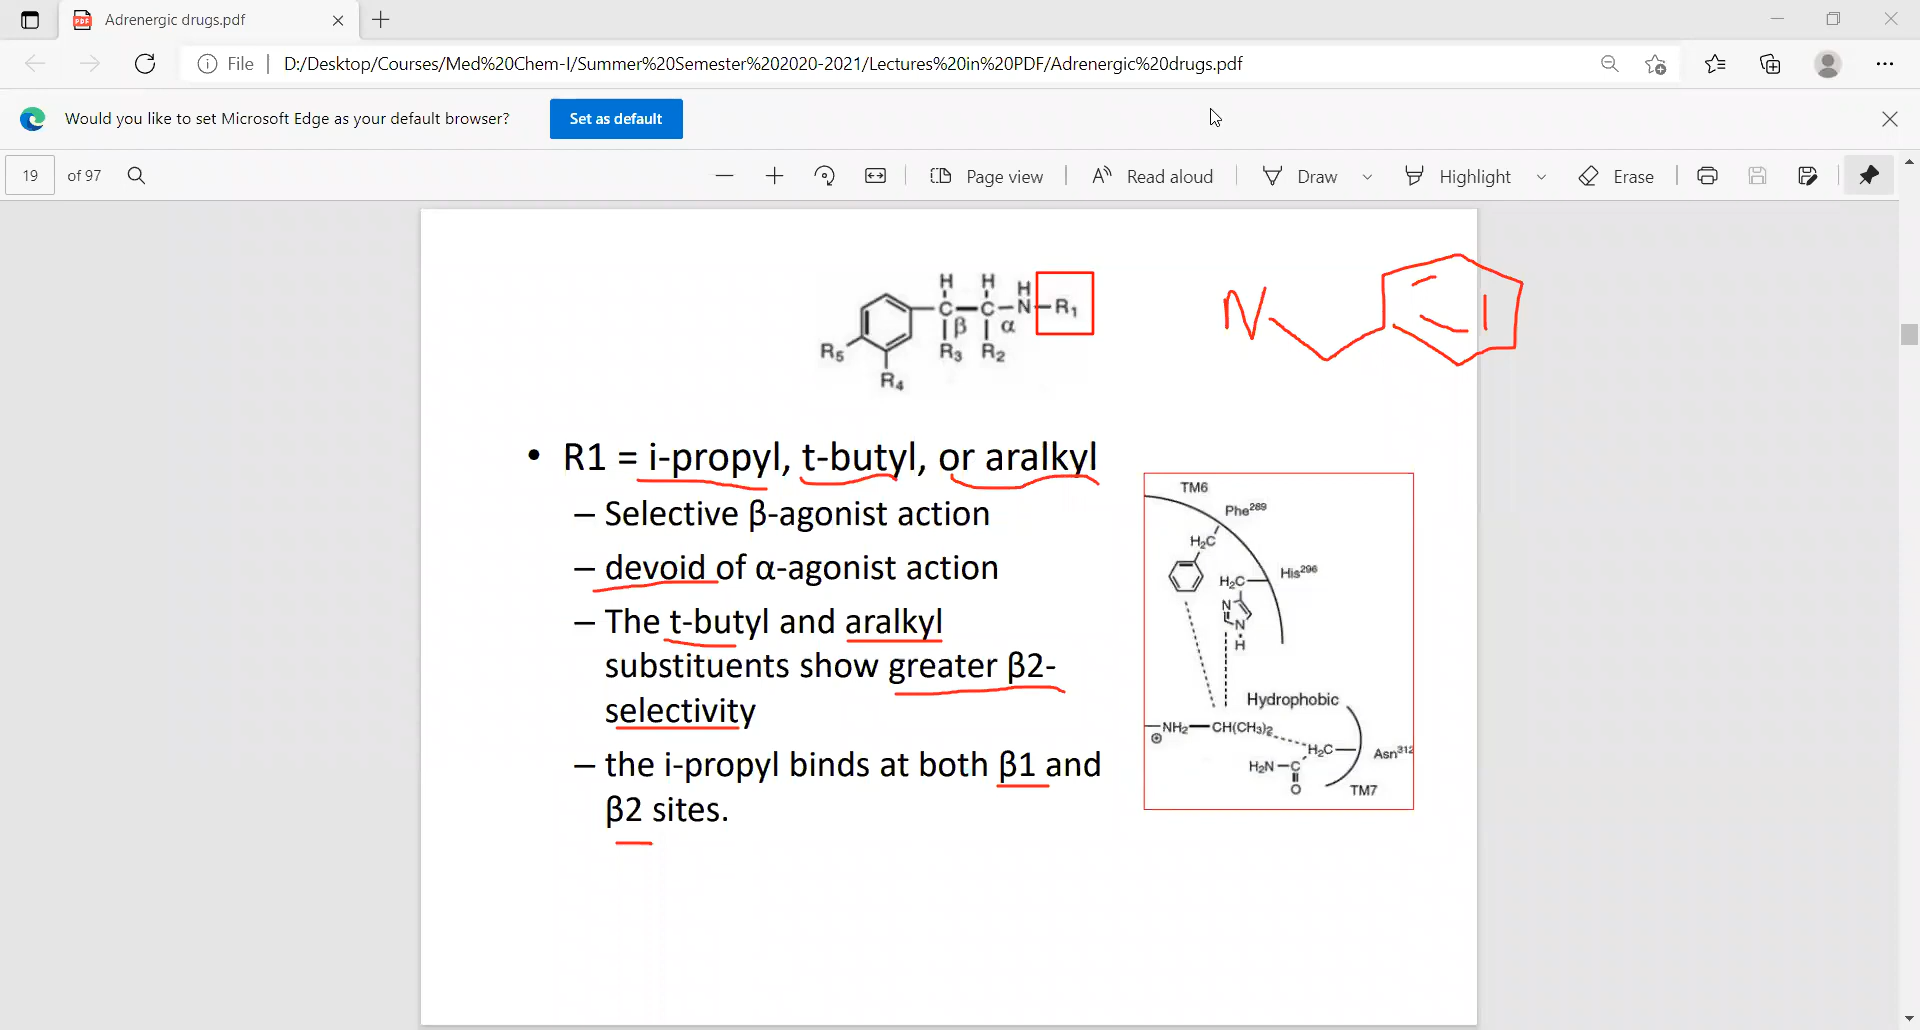 Adrenergic drugs.pdf
File
D:/Desktop/Courses/Med%20Chem-I/Summer%20Semester%202020-2021/Lectures%20in%20PDF/Adrenergic%20drugs.pdf
Would you like to set Microsoft Edge as your default browser?
Set as default
19 of 97
Page view
Read aloud
Draw
Highlight
Erase
H H
H
C C N R1
β α
R5 R3 R2
R4
N
• R1 = i-propyl, t-butyl, or aralkyl
– Selective β-agonist action
– devoid of α-agonist action
– The t-butyl and aralkyl
substituents show greater β2-
selectivity
– the i-propyl binds at both β1 and
β2 sites.
TM6
Phe289
H2C
His296
H2C
N
N
H
Hydrophobic
NH2 CH(CH3)2
⊕
H2C Asn312
H2N C
O TM7